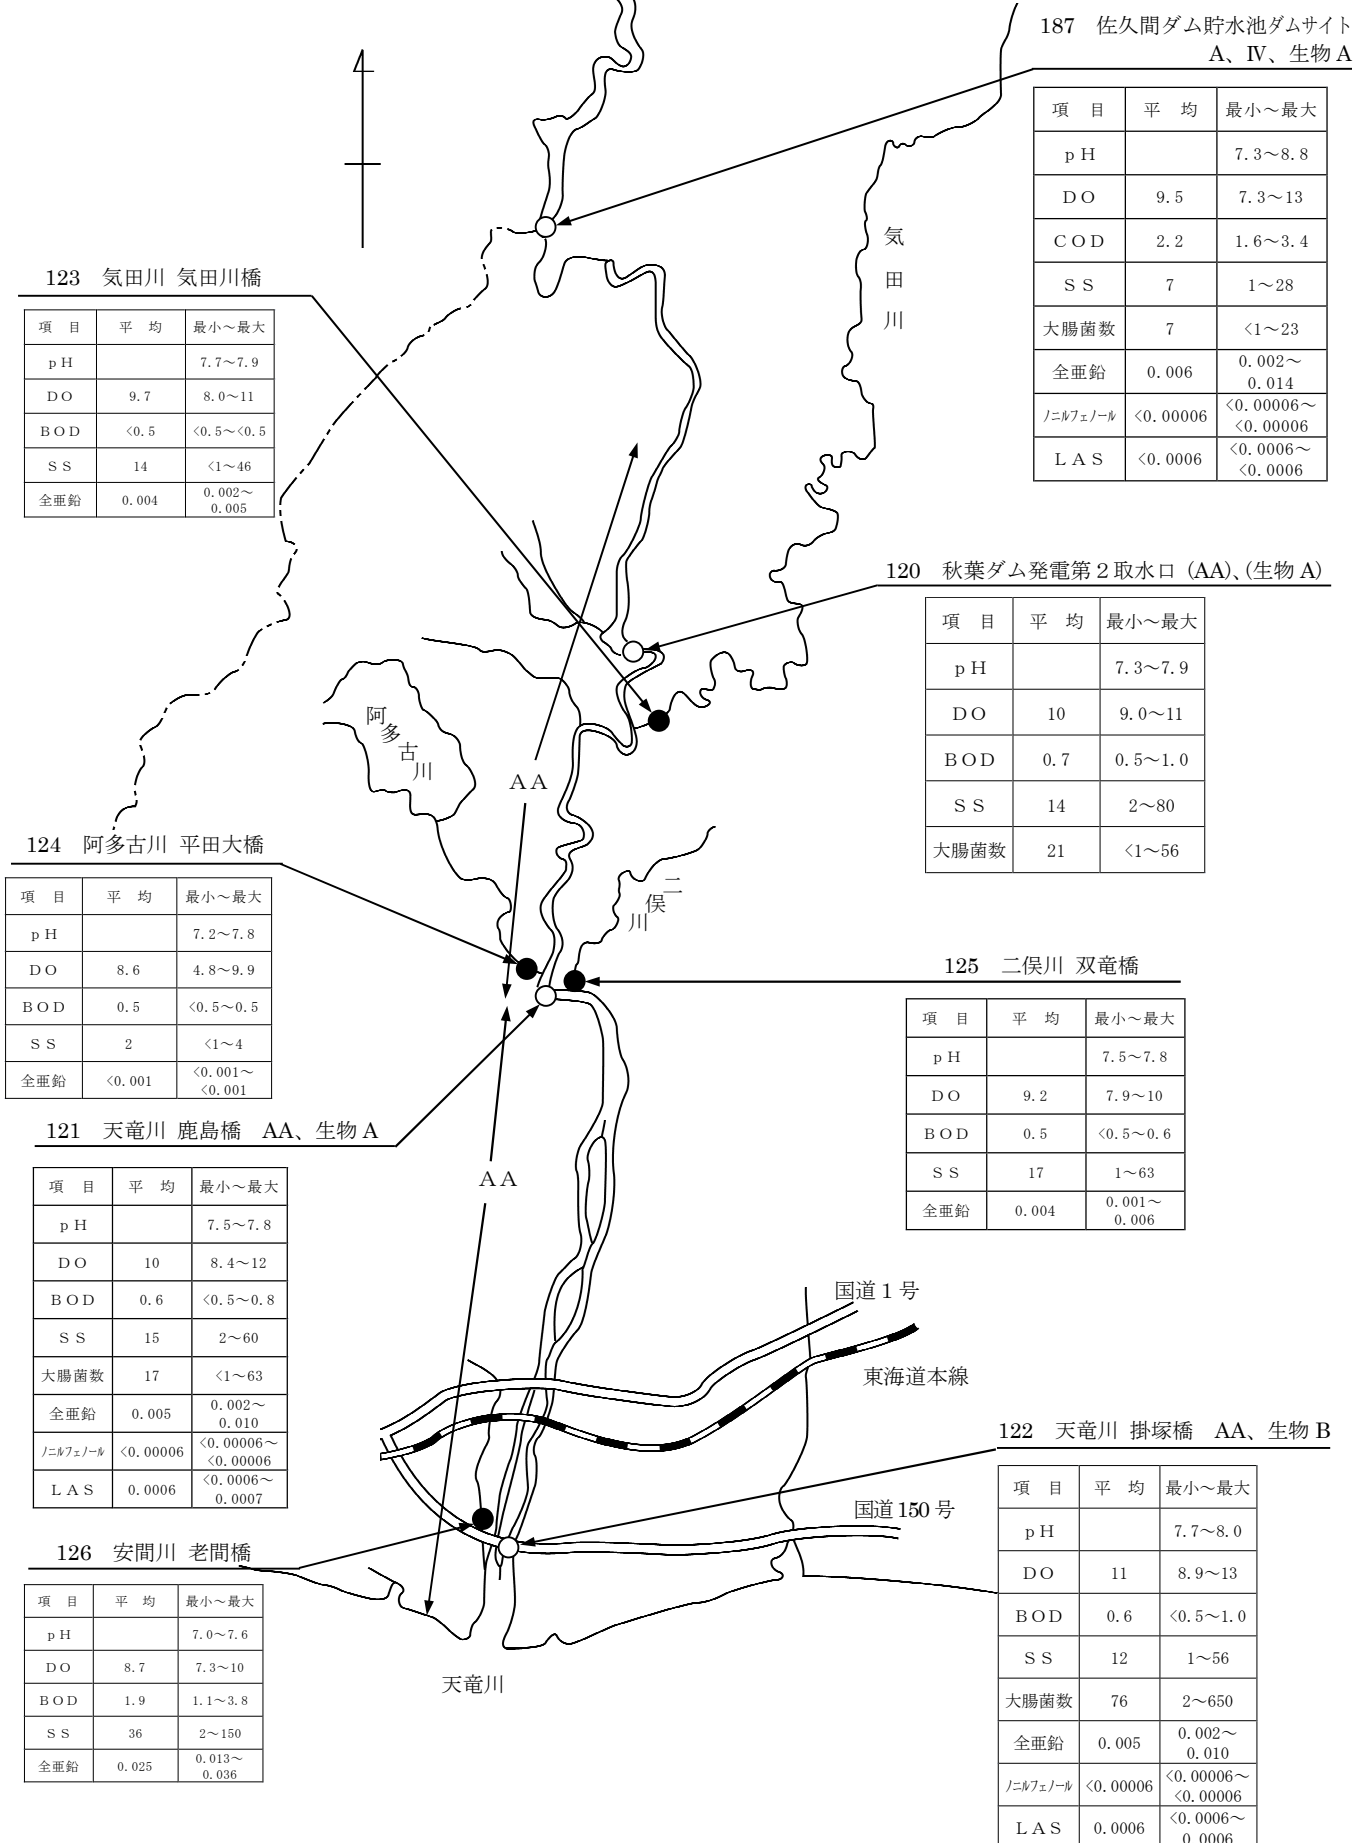 187 佐久間ダム貯水池ダムサイト
A、Ⅳ、生物 A
項 目 平 均 最小～最大
pH 7.3～8.8
DO 9.5 7.3～13
COD 2.2 1.6～3.4
SS 7 1～28
大腸菌数 7 <1～23
全亜鉛 0.006 0.002～
0.014
ノニルフェノール <0.00006 <0.00006～
<0.00006
LAS <0.0006 <0.0006～
<0.0006
気田川
123 気田川 気田川橋
項 目 平 均 最小～最大
pH 7.7～7.9
DO 9.7 8.0～11
BOD <0.5 <0.5～<0.5
SS 14 <1～46
全亜鉛 0.004 0.002～
0.005
120 秋葉ダム発電第2取水口 (AA)、(生物 A)
項 目 平 均 最小～最大
pH 7.3～7.9
DO 10 9.0～11
BOD 0.7 0.5～1.0
SS 14 2～80
大腸菌数 21 <1～56
阿多古川
AA
124 阿多古川 平田大橋
項 目 平 均 最小～最大
pH 7.2～7.8
DO 8.6 4.8～9.9
BOD 0.5 <0.5～0.5
SS 2 <1～4
全亜鉛 <0.001 <0.001～
<0.001
二俣川
125 二俣川 双竜橋
項 目 平 均 最小～最大
pH 7.5～7.8
DO 9.2 7.9～10
BOD 0.5 <0.5～0.6
SS 17 1～63
全亜鉛 0.004 0.001～
0.006
121 天竜川 鹿島橋 AA、生物 A
項 目 平 均 最小～最大
pH 7.5～7.8
DO 10 8.4～12
BOD 0.6 <0.5～0.8
SS 15 2～60
大腸菌数 17 <1～63
全亜鉛 0.005 0.002～
0.010
ノニルフェノール <0.00006 <0.00006～
<0.00006
LAS 0.0006 <0.0006～
0.0007
AA
国道1号
東海道本線
122 天竜川 掛塚橋 AA、生物 B
項 目 平 均 最小～最大
pH 7.7～8.0
DO 11 8.9～13
BOD 0.6 <0.5～1.0
SS 12 1～56
大腸菌数 76 2～650
全亜鉛 0.005 0.002～
0.010
ノニルフェノール <0.00006 <0.00006～
<0.00006
LAS 0.0006 <0.0006～
0.0006
国道150号
126 安間川 老間橋
項 目 平 均 最小～最大
pH 7.0～7.6
DO 8.7 7.3～10
BOD 1.9 1.1～3.8
SS 36 2～150
全亜鉛 0.025 0.013～
0.036
天竜川